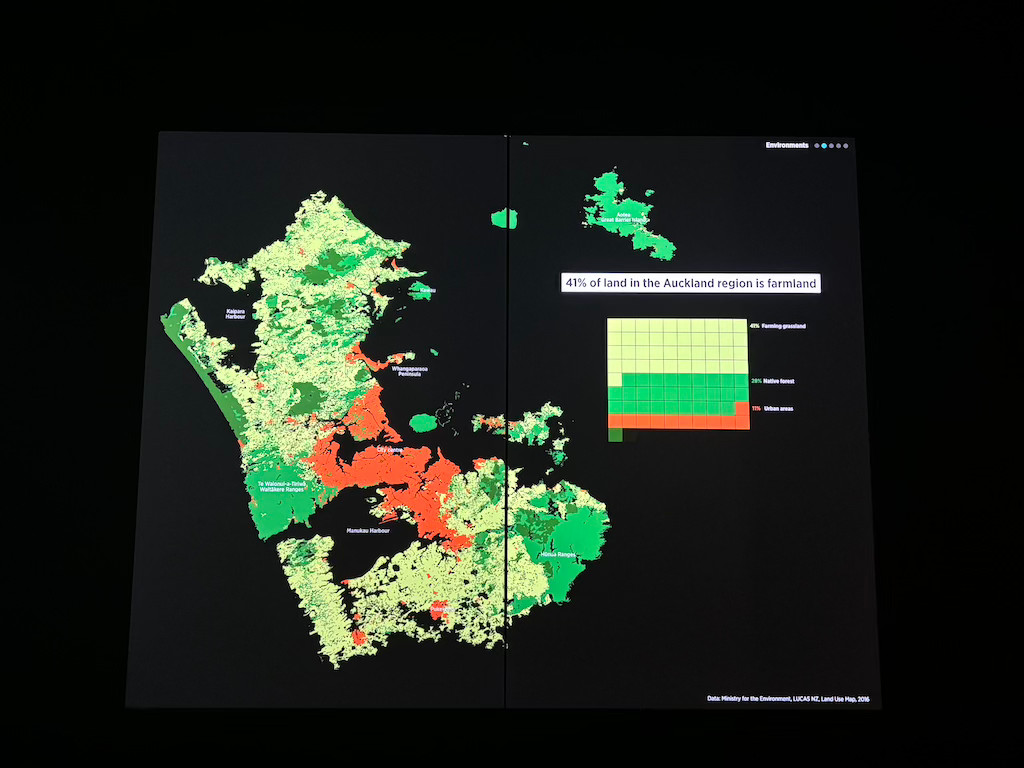 Environments
Aotea
Great Barrier Island
41% of land in the Auckland region is farmland
Kawau
Kaipara
Harbour
41% Farming-grassland
Whangaparaoa
Peninsula
28% Native forest
11% Urban areas
City centre
Te Waonui-a-Tiriwa
Waitākere Ranges
Manukau Harbour
Hūnua Ranges
Pukekohe
Data: Ministry for the Environment, LUCAS NZ, Land Use Map, 2016